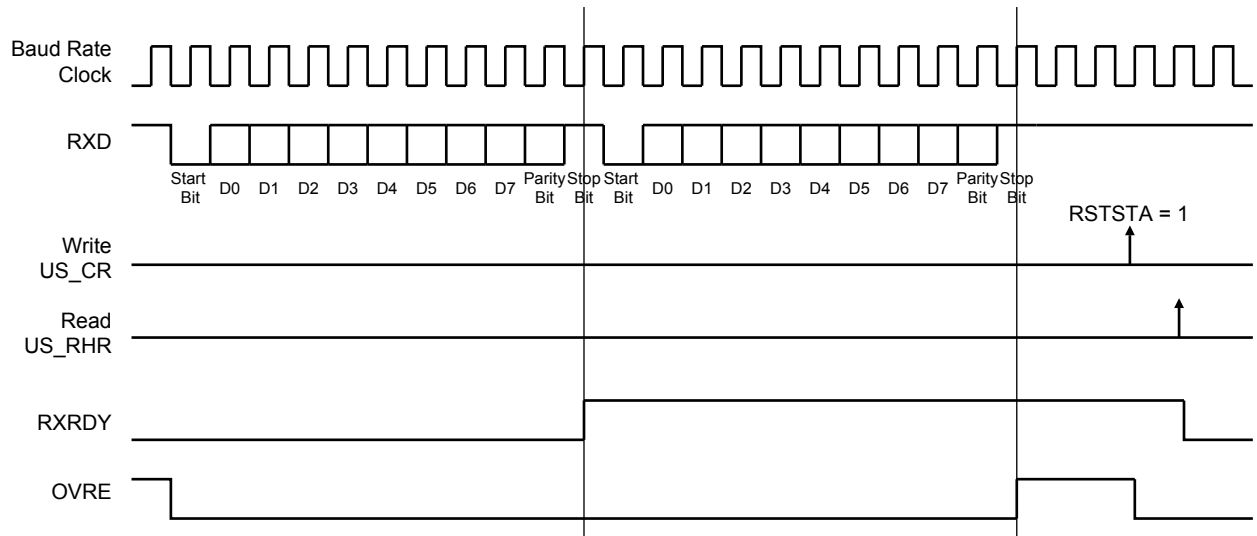 Baud Rate
Clock
RXD
Start
Bit
D0 D1 D2 D3 D4 D5 D6 D7
Parity
Bit
Stop
Bit
Start
Bit
D0 D1 D2 D3 D4 D5 D6 D7
Parity
Bit
Stop
Bit
RSTSTA = 1
Write
US_CR
Read
US_RHR
RXRDY
OVRE